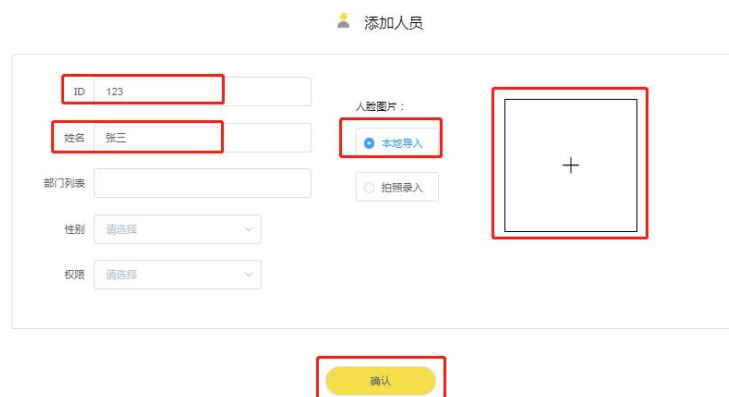 添加人员
ID 123
姓名 张三
部门列表
性别 请选择
权限 请选择
人脸图片：
本地导入
拍照录入
确认